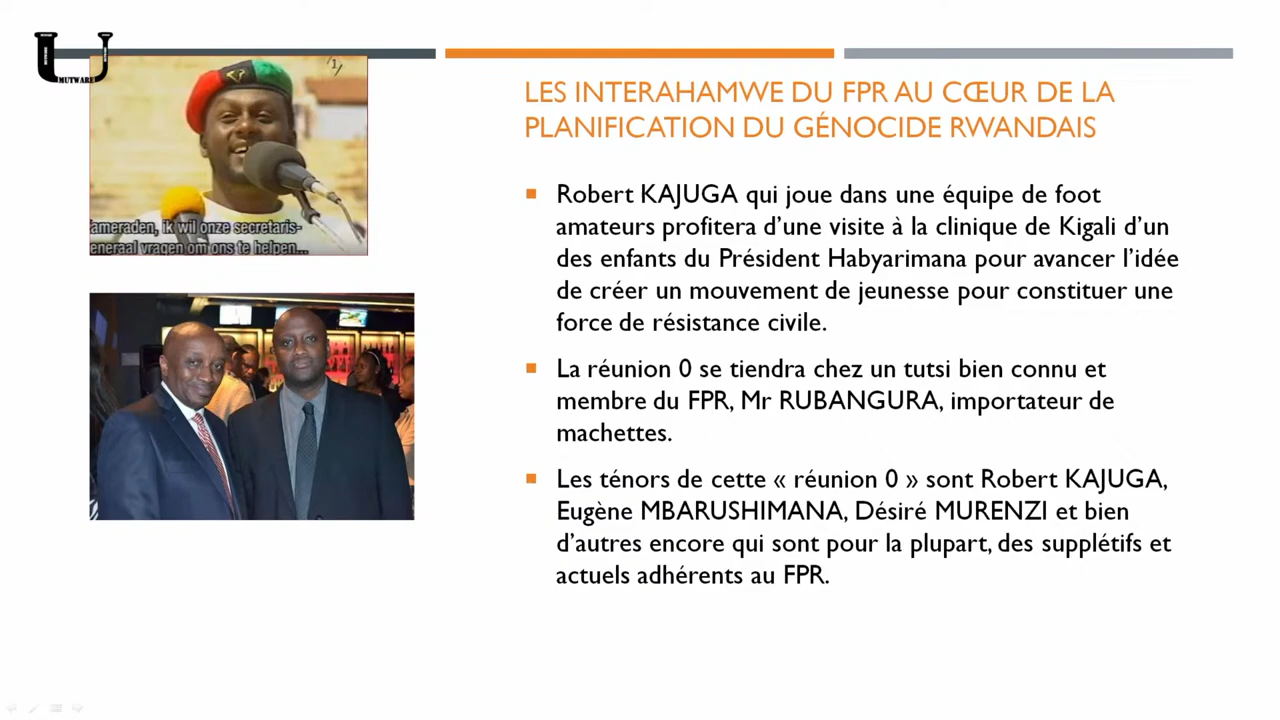 MUTWARE
LES INTERAHAMWE DU FPR AU CŒUR DE LA
PLANIFICATION DU GÉNOCIDE RWANDAIS
ameraden, ik wil onze secretaris-
eneraal vragen om ons te helpen...
Robert KAJUGA qui joue dans une équipe de foot
amateurs profitera d’une visite à la clinique de Kigali d’un
des enfants du Président Habyarimana pour avancer l’idée
de créer un mouvement de jeunesse pour constituer une
force de résistance civile.
La réunion 0 se tiendra chez un tutsi bien connu et
membre du FPR, Mr RUBANGURA, importateur de
machettes.
Les ténors de cette « réunion 0 » sont Robert KAJUGA,
Eugène MBARUSHIMANA, Désiré MURENZI et bien
d’autres encore qui sont pour la plupart, des supplétifs et
actuels adhérents au FPR.